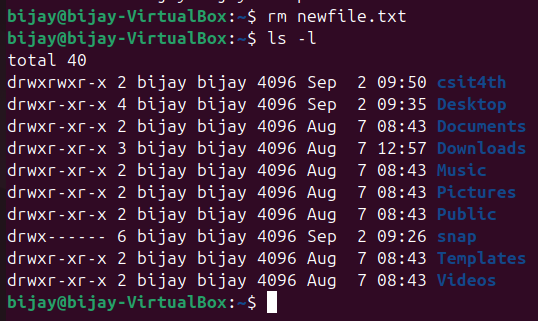 bijay@bijay-VirtualBox:~$ rm newfile.txt
bijay@bijay-VirtualBox:~$ ls -l
total 40
drwxrwxr-x 2 bijay bijay 4096 Sep  2 09:50 csit4th
drwxr-xr-x 4 bijay bijay 4096 Sep  2 09:35 Desktop
drwxr-xr-x 2 bijay bijay 4096 Aug  7 08:43 Documents
drwxr-xr-x 3 bijay bijay 4096 Aug  7 12:57 Downloads
drwxr-xr-x 2 bijay bijay 4096 Aug  7 08:43 Music
drwxr-xr-x 2 bijay bijay 4096 Aug  7 08:43 Pictures
drwxr-xr-x 2 bijay bijay 4096 Aug  7 08:43 Public
drwx------ 6 bijay bijay 4096 Sep  2 09:26 snap
drwxr-xr-x 2 bijay bijay 4096 Aug  7 08:43 Templates
drwxr-xr-x 2 bijay bijay 4096 Aug  7 08:43 Videos
bijay@bijay-VirtualBox:~$